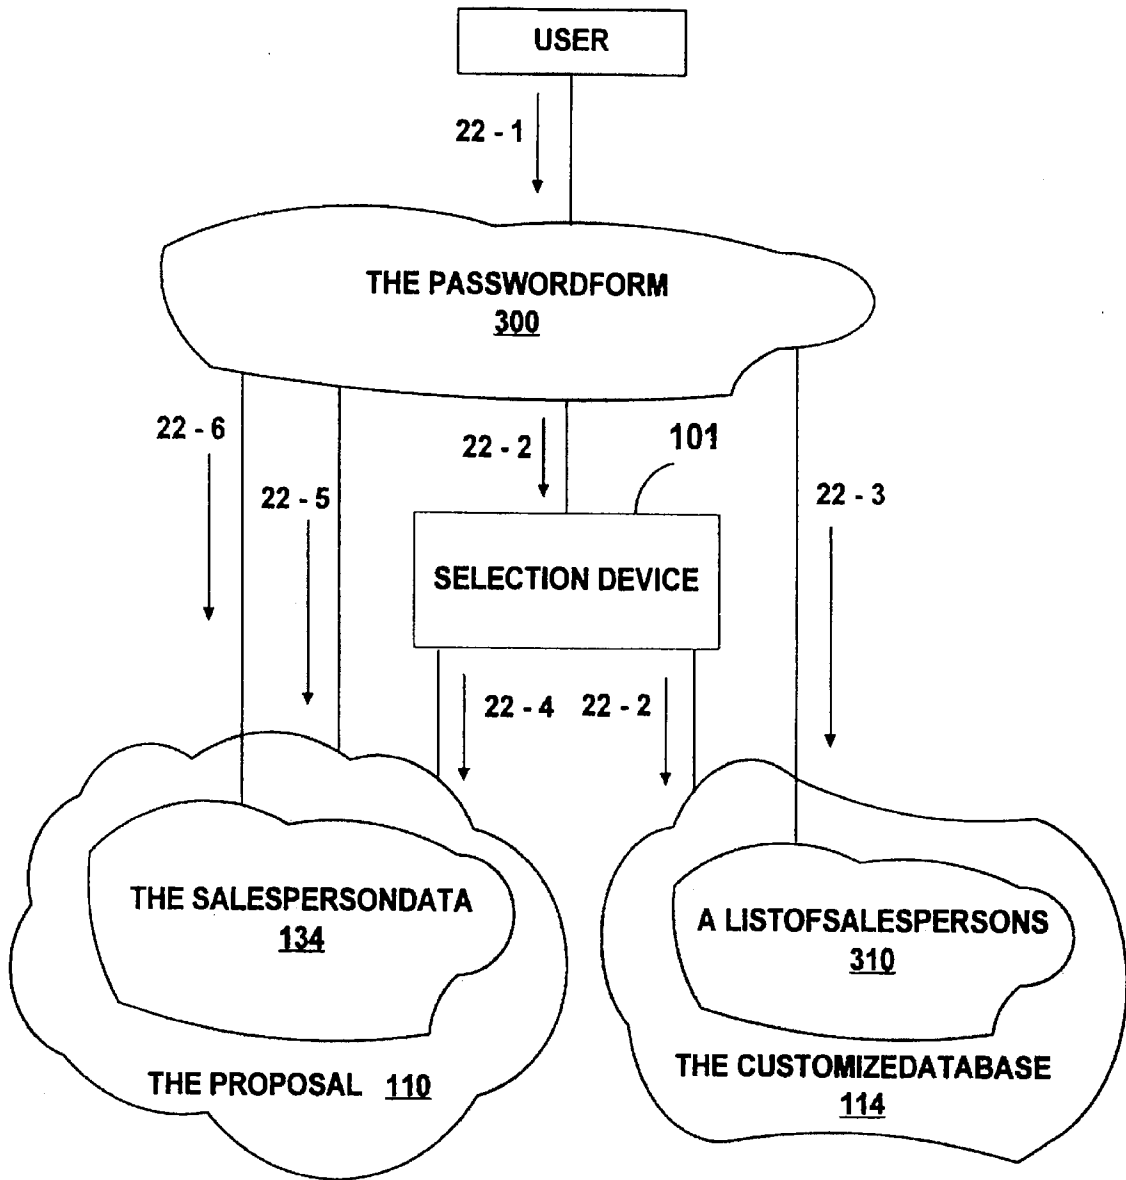 USER
22 - 1
THE PASSWORDFORM
300
22 - 6
22 - 2
101
22 - 5
22 - 3
SELECTION DEVICE
22 - 4
22 - 2
THE SALESPERSONDATA
134
A LISTOFSALESPERSONS
310
THE PROPOSAL 110
THE CUSTOMIZEDATABASE
114